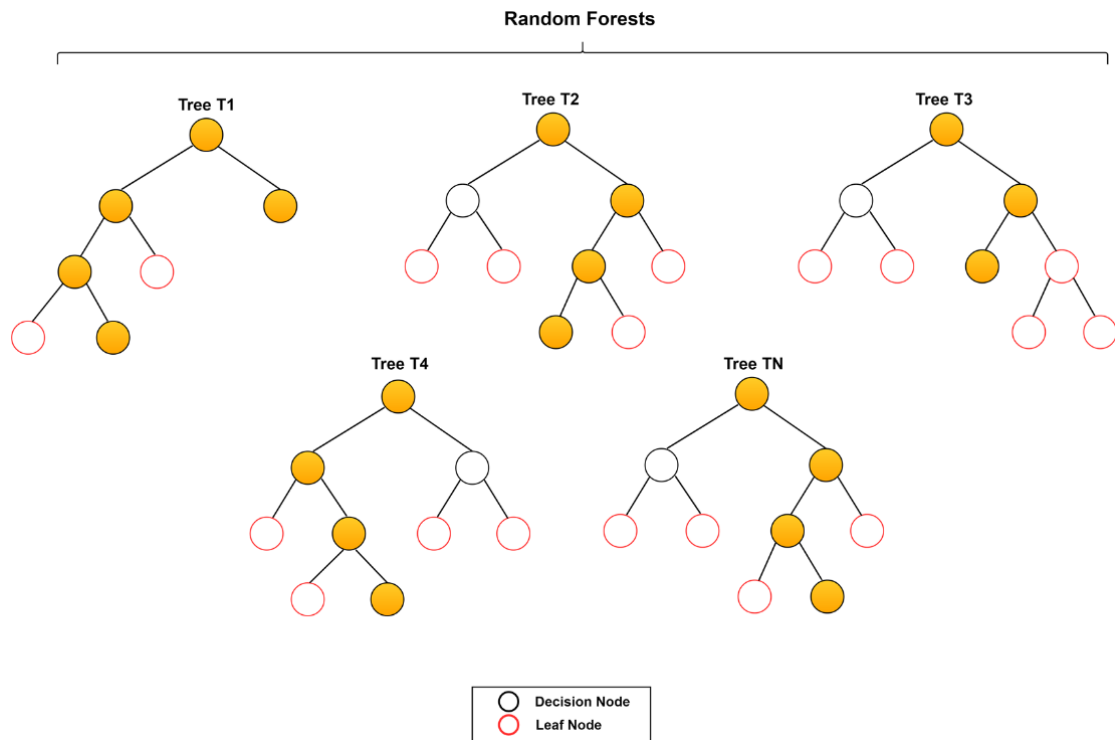 Random Forests
Tree T1
Tree T2
Tree T3
Tree T4
Tree TN
Decision Node
Leaf Node